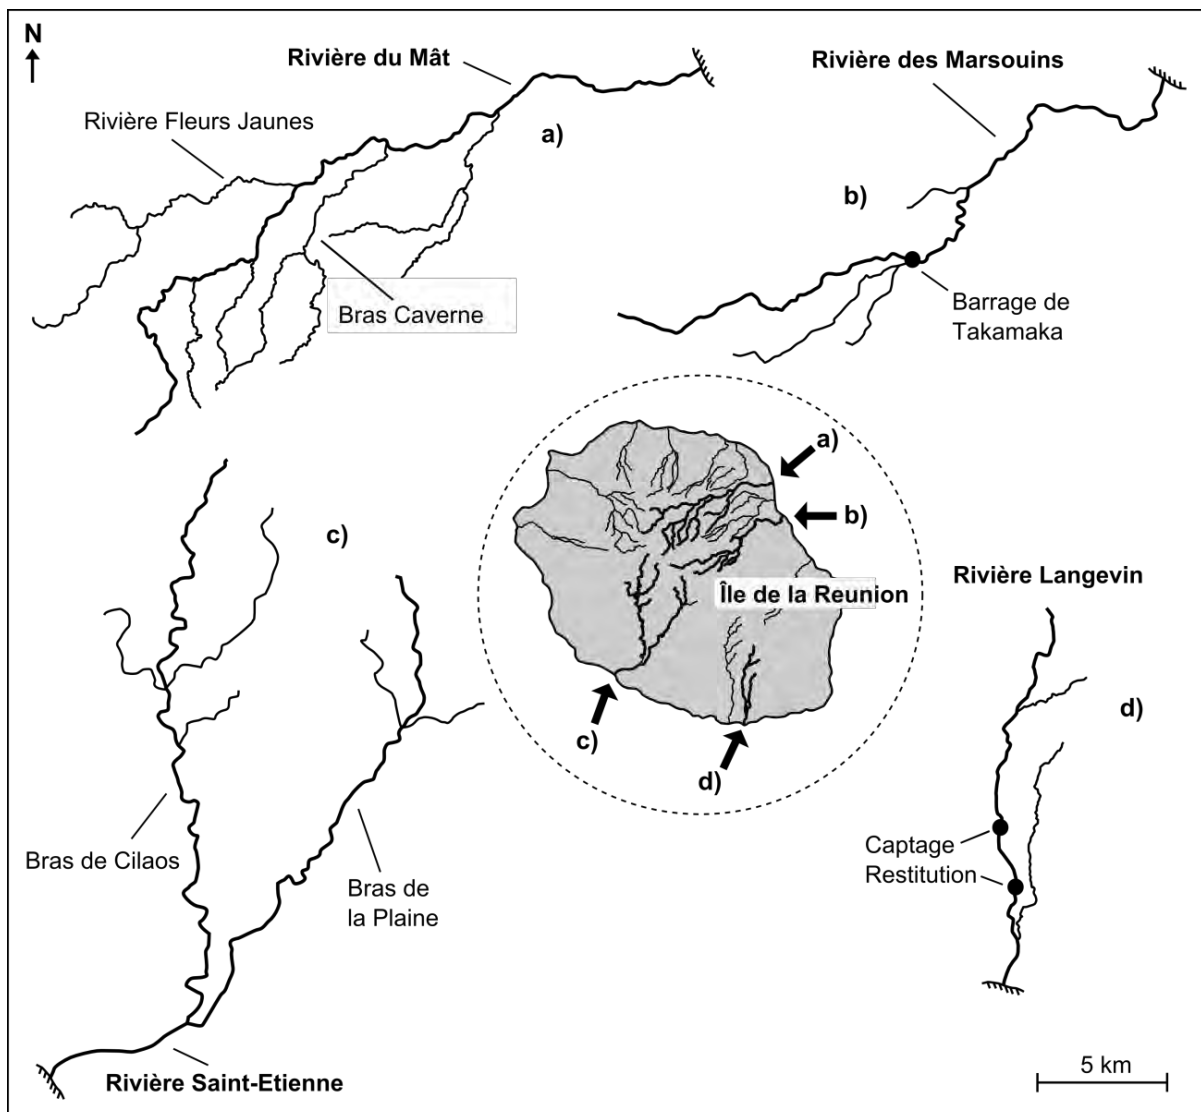 N
Rivière du Mât
Rivière Fleurs Jaunes
a)
Bras Caverne
Rivière des Marsouins
b)
Barrage de
Takamaka
c)
Bras de Cilaos
Bras de
la Plaine
Rivière Saint-Etienne
a)
b)
Île de la Reunion
c)
d)
Rivière Langevin
d)
Captage
Restitution
5 km